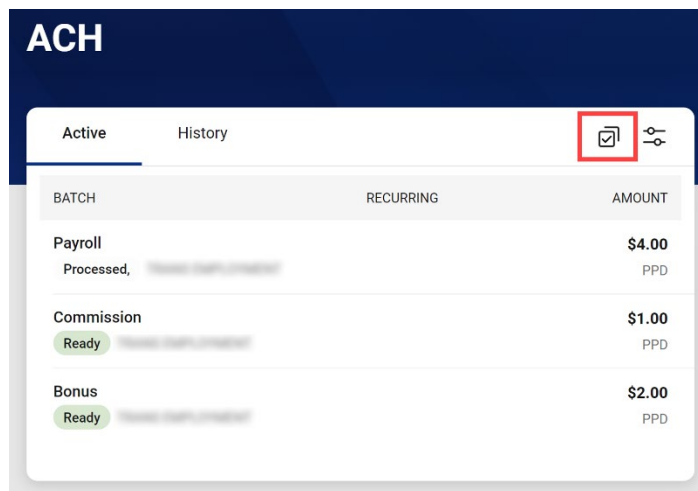 ACH
Active History
BATCH RECURRING AMOUNT
Payroll $4.00
Processed, PPD
Commission $1.00
Ready PPD
Bonus $2.00
Ready PPD